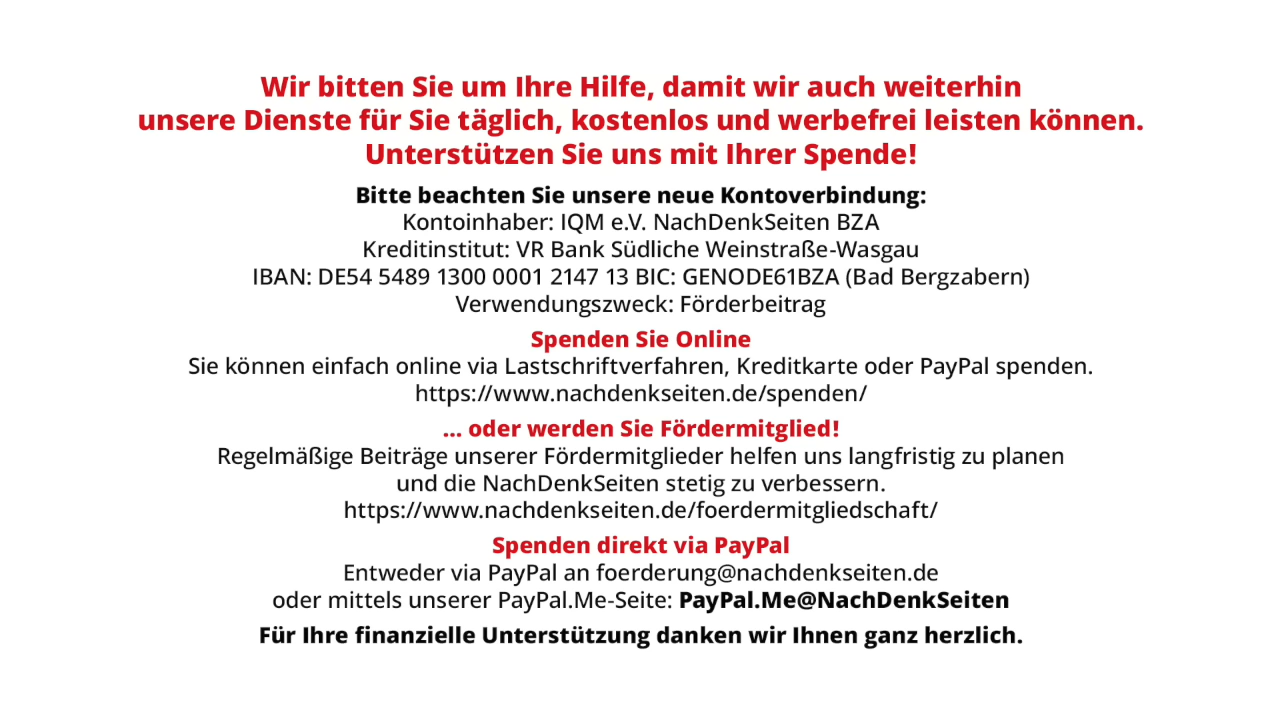 Wir bitten Sie um Ihre Hilfe, damit wir auch weiterhin
unsere Dienste für Sie täglich, kostenlos und werbefrei leisten können.
Unterstützen Sie uns mit Ihrer Spende!
Bitte beachten Sie unsere neue Kontoverbindung:
Kontoinhaber: IQM e.V. NachDenkSeiten BZA
Kreditinstitut: VR Bank Südliche Weinstraße-Wasgau
IBAN: DE54 5489 1300 0001 2147 13 BIC: GENODE61BZA (Bad Bergzabern)
Verwendungszweck: Förderbeitrag
Spenden Sie Online
Sie können einfach online via Lastschriftverfahren, Kreditkarte oder PayPal spenden.
https://www.nachdenkseiten.de/spenden/
... oder werden Sie Fördermitglied!
Regelmäßige Beiträge unserer Fördermitglieder helfen uns langfristig zu planen
und die NachDenkSeiten stetig zu verbessern.
https://www.nachdenkseiten.de/foerdermitgliedschaft/
Spenden direkt via PayPal
Entweder via PayPal an foerderung@nachdenkseiten.de
oder mittels unserer PayPal.Me-Seite: PayPal.Me@NachDenkSeiten
Für Ihre finanzielle Unterstützung danken wir Ihnen ganz herzlich.